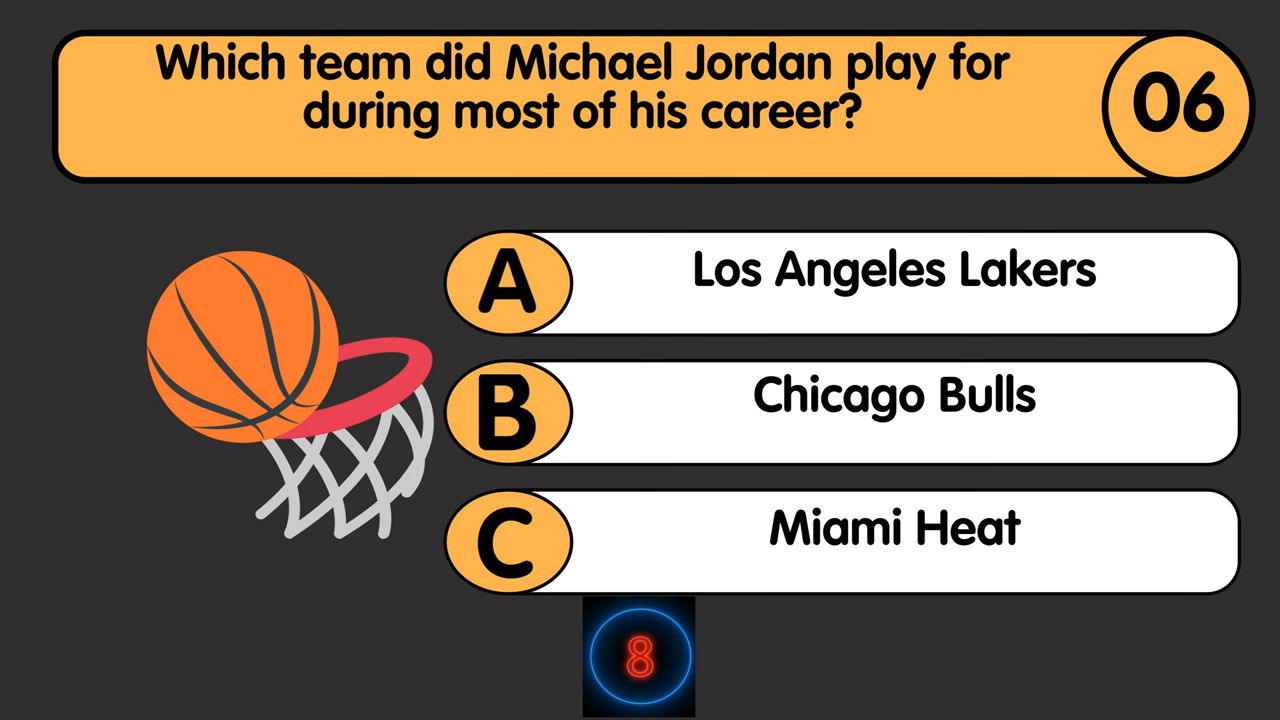 Which team did Michael Jordan play for
during most of his career?
06
A
Los Angeles Lakers
B
Chicago Bulls
C
Miami Heat
8